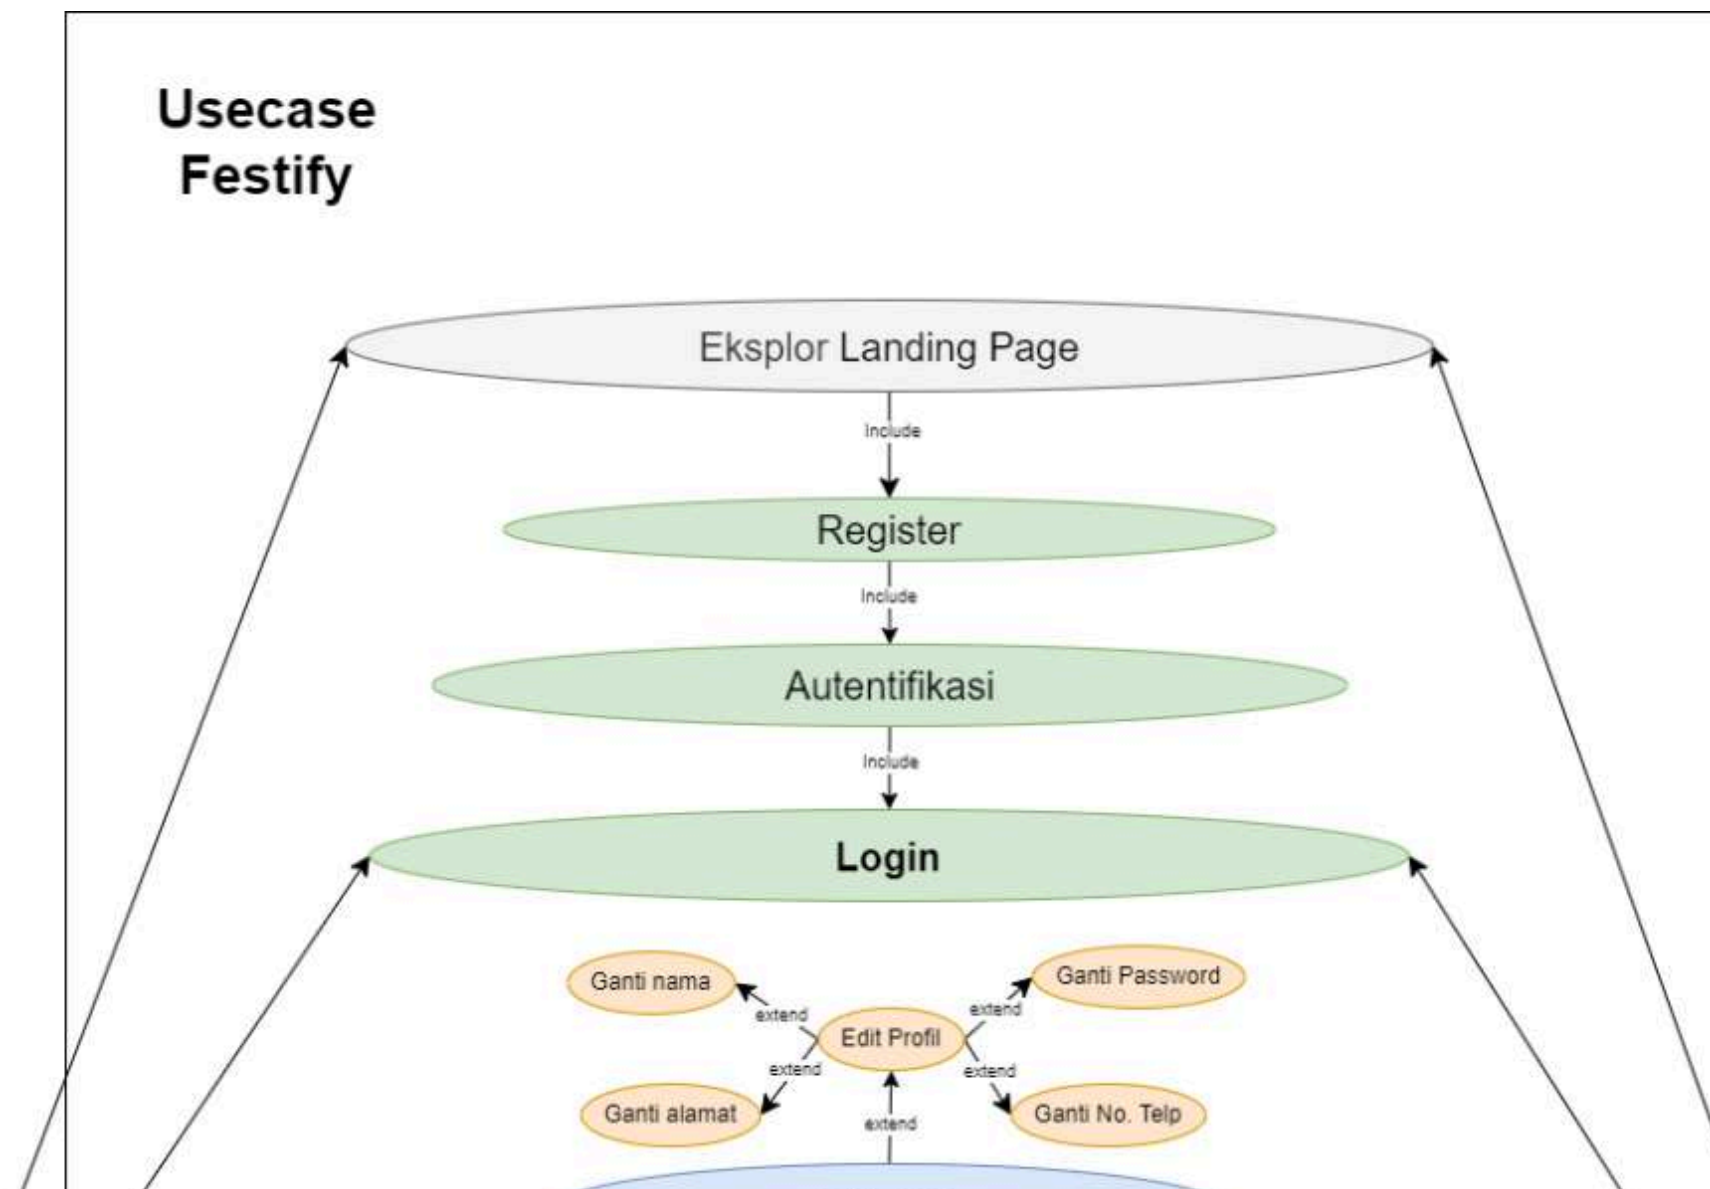 Usecase
Festify
Eksplor Landing Page
Include
Register
Include
Autentifikasi
Include
Login
Ganti nama
Ganti Password
extend
extend
Edit Profil
extend
extend
Ganti alamat
Ganti No. Telp
extend